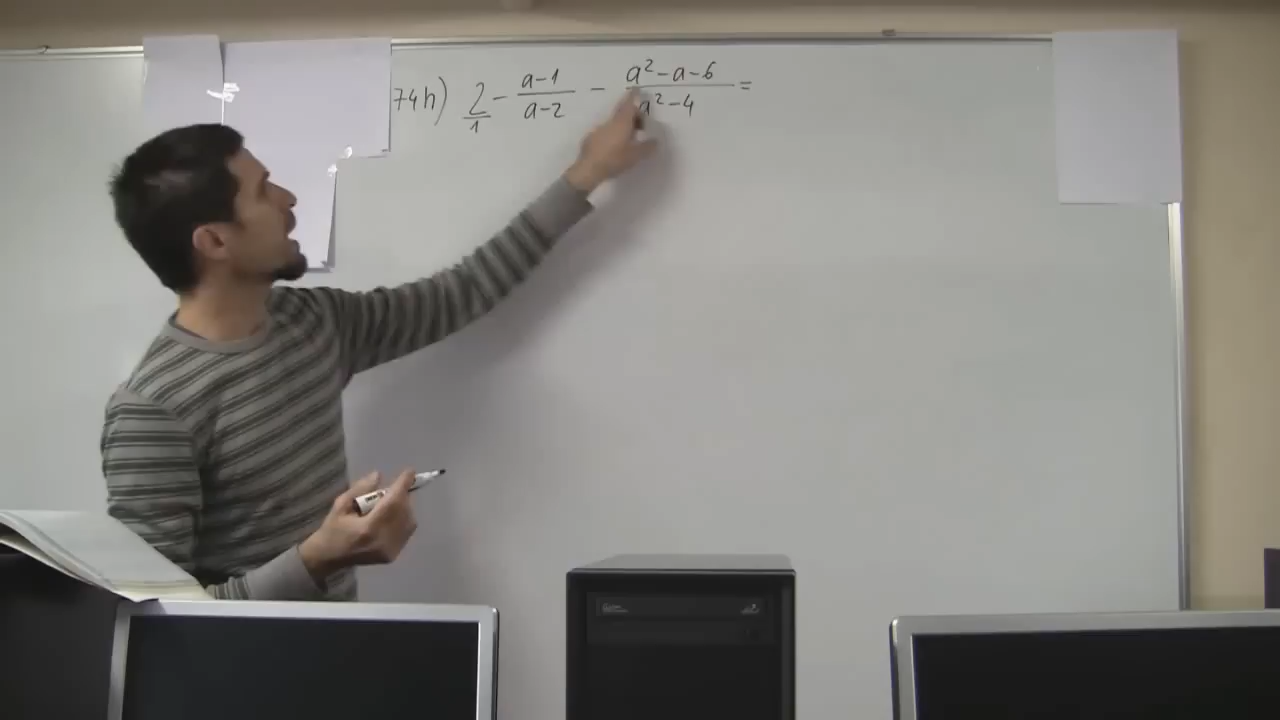 74h) 2/1 - (a-1)/(a-2) - (a²-a-6)/(a²-4) =